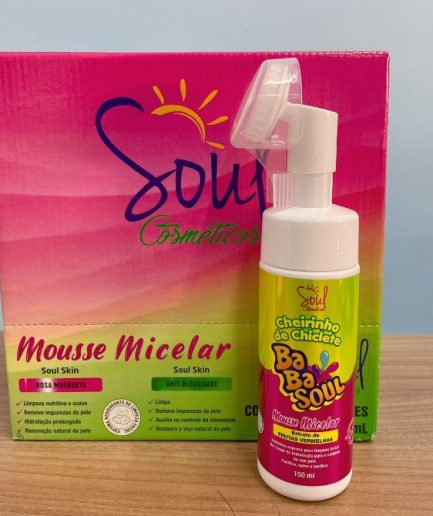 Soul
Cosméticos
Mousse Micelar
Soul Skin
ROSA MOSQUETA
✓ Limpeza nutritiva e suave
✓ Remove impurezas da pele
✓ Hidratação prolongada
✓ Renovação natural da pele
Soul Skin
ANTI OLEOSIDADE
✓ Limpa
✓ Remove impurezas da pele
✓ Auxilia no controle da oleosidade
✓ Restaura o viço natural da pele
Soul
Cheirinho
de Chiclete
BaBa
SOUL
Mousse Micelar
Extrato de
FRUTAS VERMELHAS
150 ml